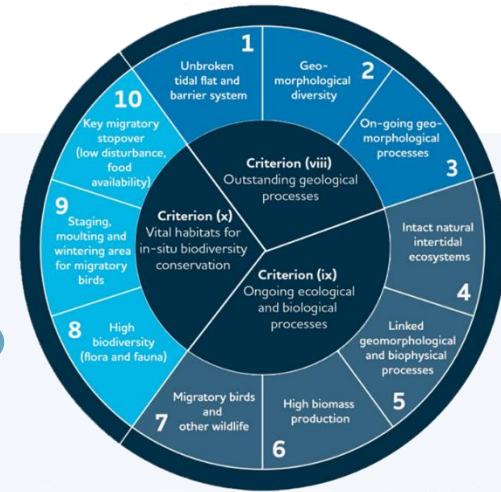 1
Unbroken
tidal flat and
barrier system
2
Geo-
morphological
diversity
On-going geo-
morphological
processes
3
Intact natural
intertidal
ecosystems
4
Linked
geomorphological
and biophysical
processes
5
High biomass
production
6
Migratory birds
and
other wildlife
7
8
High
biodiversity
(flora and fauna)
9
Staging,
moulting and
wintering area
for migratory
birds
10
Key migratory
stopover
(low disturbance,
food
availability)
Criterion (viii)
Outstanding geological
processes
Criterion (ix)
Ongoing ecological
and biological
processes
Criterion (x)
Vital habitats for
in-situ biodiversity
conservation